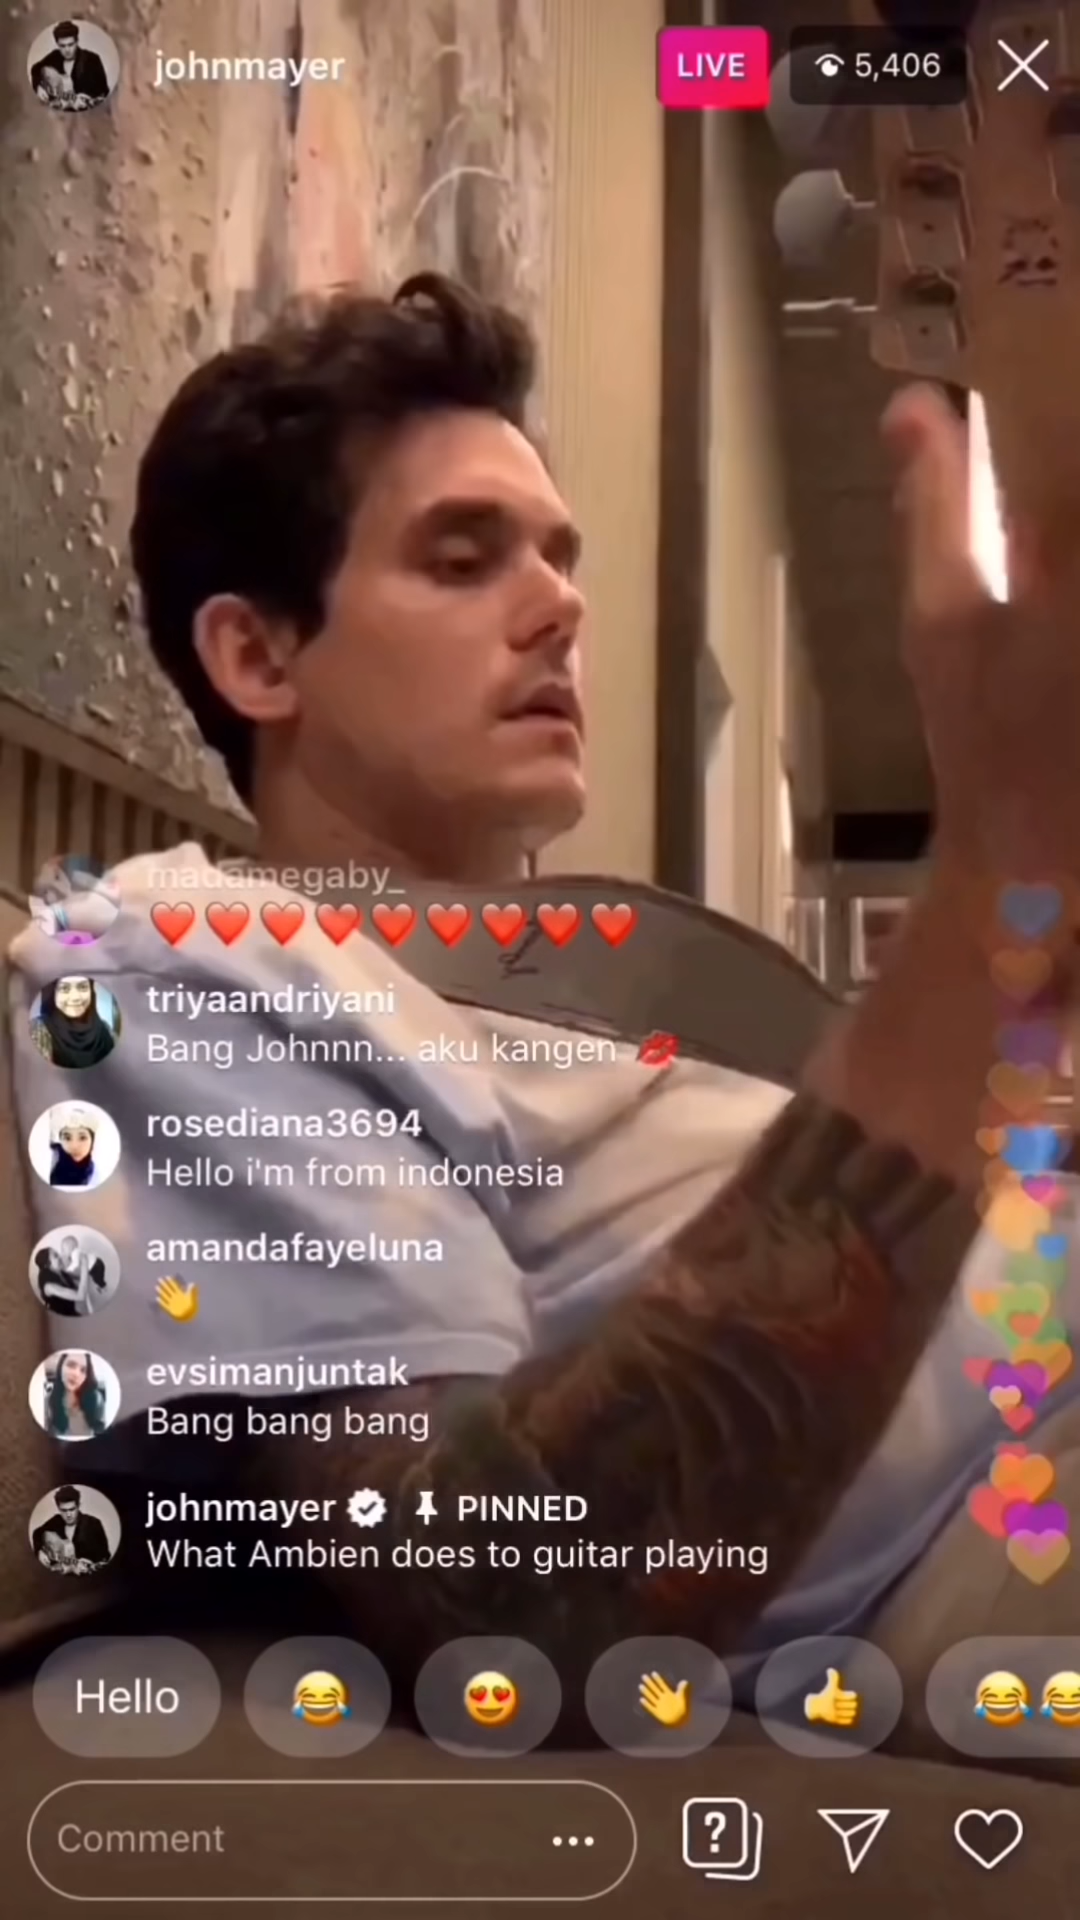 johnmayer
LIVE
5,406
madamegaby_
❤️❤️❤️❤️❤️❤️❤️❤️❤️
triyaandriyani
Bang Johnnn... aku kangen 💋
rosediana3694
Hello i'm from indonesia
amandafayeluna
👋
evsimanjuntak
Bang bang bang
johnmayer PINNED
What Ambien does to guitar playing
Hello 😂 😍 👋 👍 😂😂
Comment